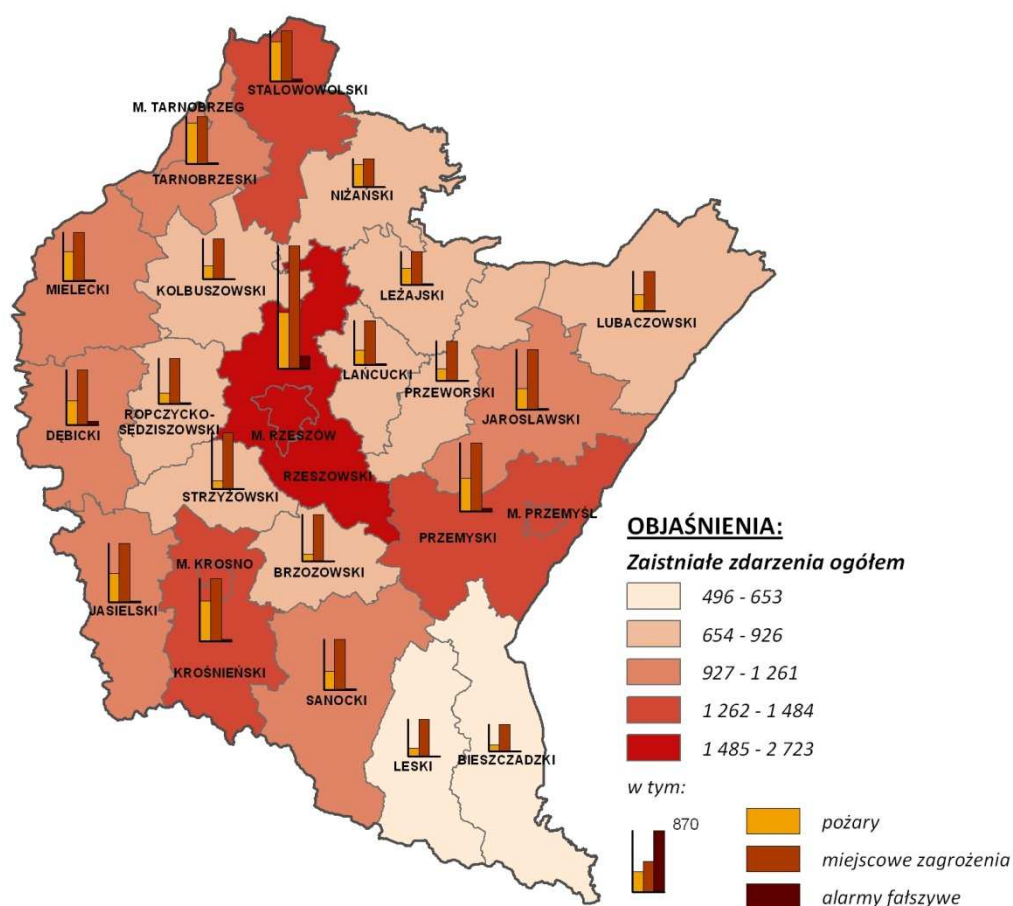 STALOWOWOLSKI
M. TARNOBRZEG
TARNOBRZESKI
NIŻAŃSKI
MIELECKI
KOLBUSZOWSKI
LEŻAJSKI
LUBACZOWSKI
ŁAŃCUCKI
PRZEWORSKI
JAROSŁAWSKI
ROPCZYCKO-
SĘDZISZOWSKI
DĘBICKI
M. RZESZÓW
STRZYŻOWSKI
RZESZOWSKI
M. PRZEMYŚL
PRZEMYSKI
M. KROSNO
BRZOZOWSKI
JASIELSKI
KROŚNIEŃSKI
SANOCKI
LESKI
BIESZCZADZKI
OBJAŚNIENIA:
Zaistniałe zdarzenia ogółem
496 - 653
654 - 926
927 - 1 261
1 262 - 1 484
1 485 - 2 723
w tym:
870
pożary
miejscowe zagrożenia
alarmy fałszywe